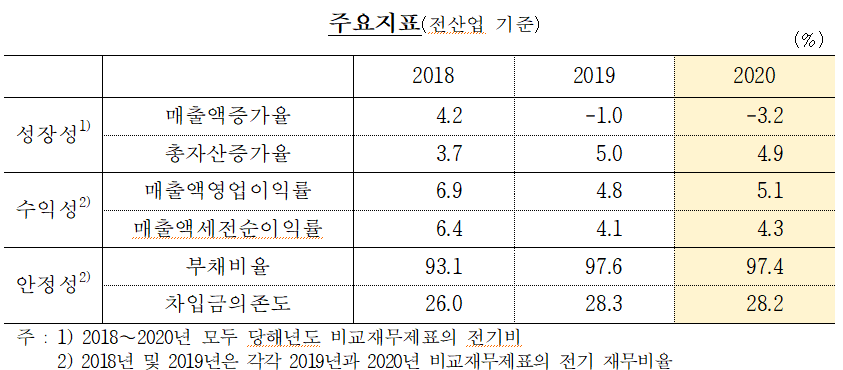 주요지표(전산업 기준)
(%)
2018 2019 2020
성장성1) 매출액증가율 4.2 -1.0 -3.2
총자산증가율 3.7 5.0 4.9
수익성2) 매출액영업이익률 6.9 4.8 5.1
매출액세전순이익률 6.4 4.1 4.3
안정성2) 부채비율 93.1 97.6 97.4
차입금의존도 26.0 28.3 28.2
주 : 1) 2018～2020년 모두 당해년도 비교재무제표의 전기비
2) 2018년 및 2019년은 각각 2019년과 2020년 비교재무제표의 전기 재무비율